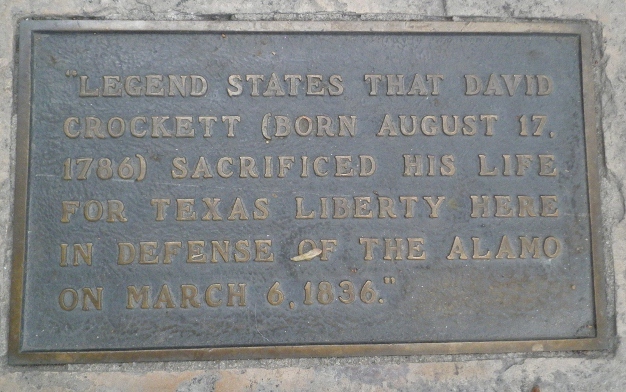 "LEGEND STATES THAT DAVID
CROCKETT (BORN AUGUST 17,
1786) SACRIFICED HIS LIFE
FOR TEXAS LIBERTY HERE
IN DEFENSE OF THE ALAMO
ON MARCH 6, 1836."